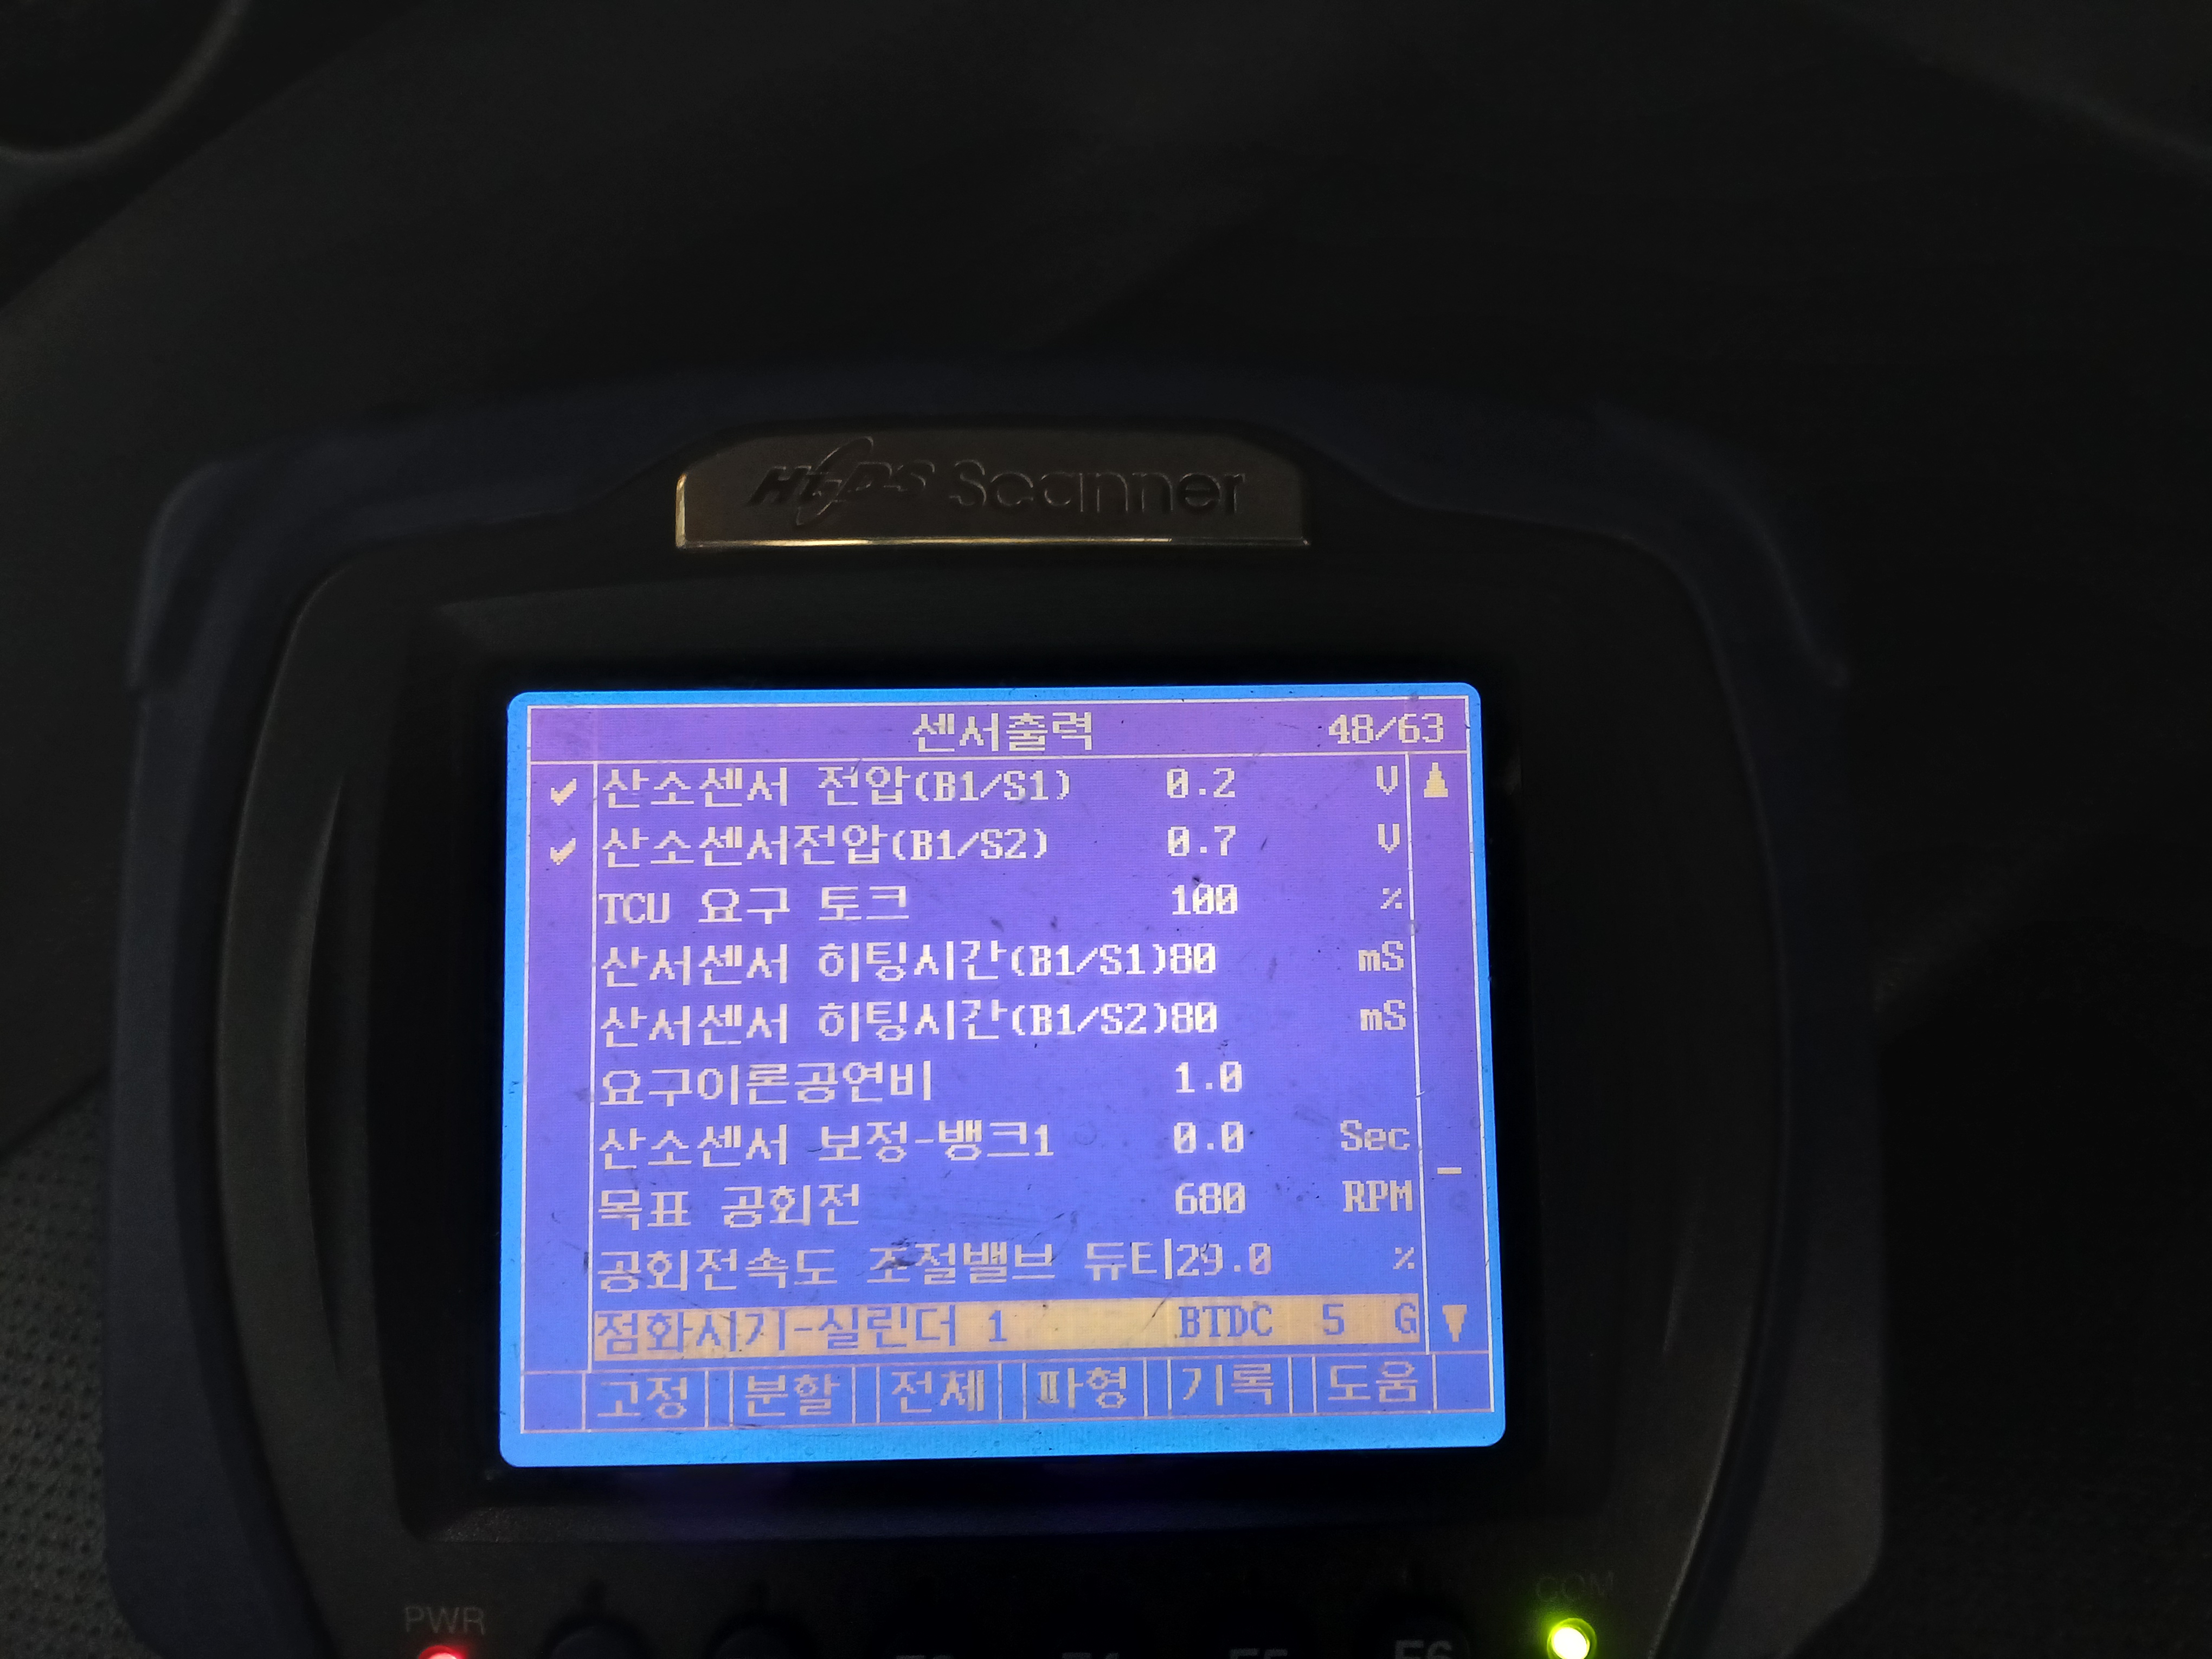 Hi-DS Scanner
센서출력 48/63
산소센서 전압(B1/S1) 0.2 V
산소센서전압(B1/S2) 0.7 V
TCU 요구 토크 100 %
산서센서 히팅시간(B1/S1)80 mS
산서센서 히팅시간(B1/S2)80 mS
요구이론공연비 1.0
산소센서 보정-뱅크1 0.0 Sec
목표 공회전 680 RPM
공회전속도 조절밸브 듀티29.0 %
점화시기-실린더 1 BTDC 5 G
고정 분할 전체 파형 기록 도움
COM
PWR
F6